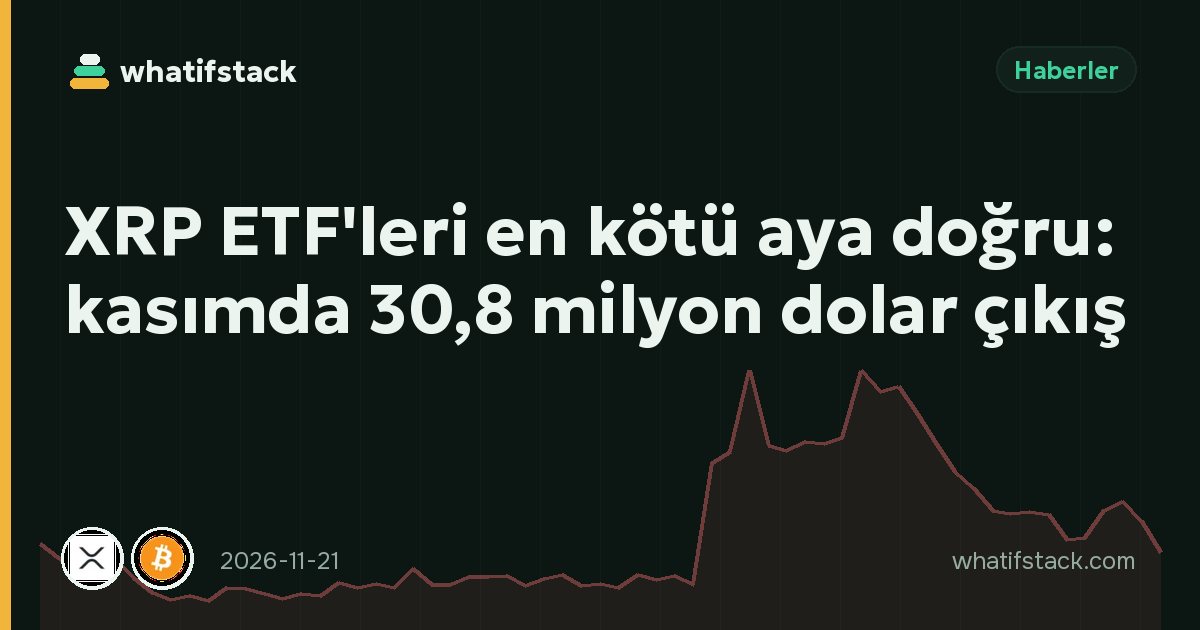 whatifstack
Haberler
XRP ETF'leri en kötü aya doğru:
kasımda 30,8 milyon dolar çıkış
2026-11-21
whatifstack.com